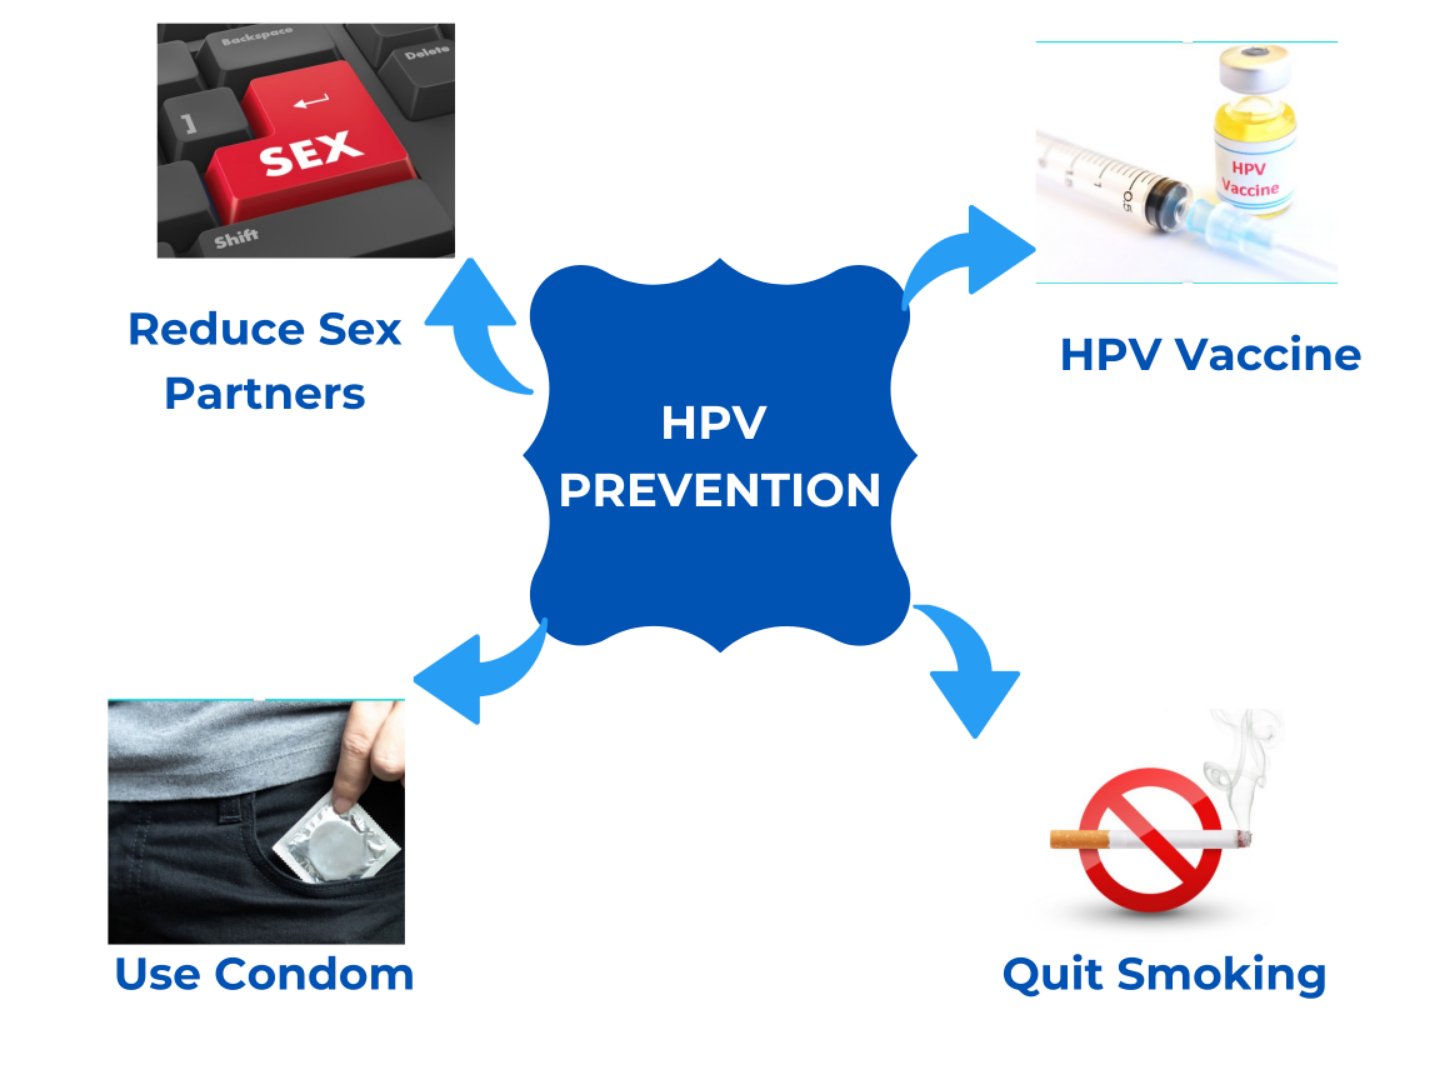 Backspace
Delete
]
SEX
Shift
HPV
Vaccine
1
0.5
Reduce Sex
Partners
HPV Vaccine
HPV
PREVENTION
Use Condom
Quit Smoking